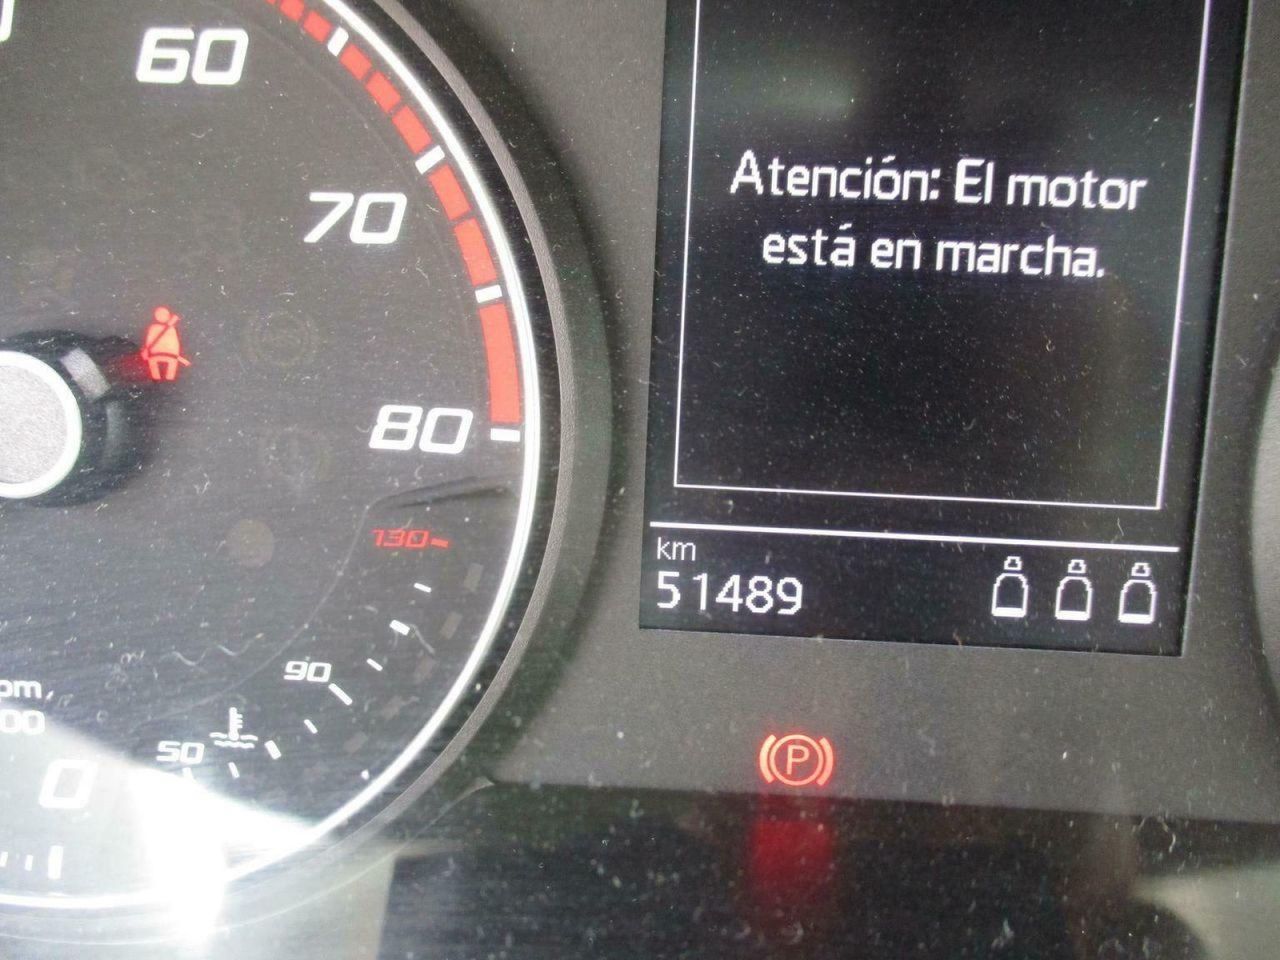 60
70
80
130
90
50
0
Atención: El motor
está en marcha.
km
51489
P